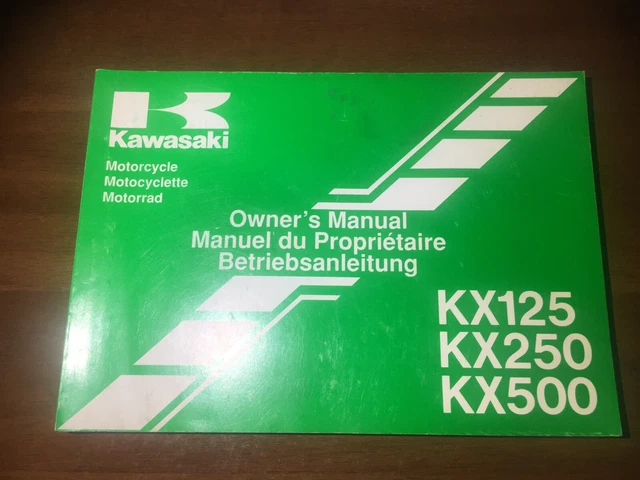 Kawasaki
Motorcycle
Motocyclette
Motorrad
Owner's Manual
Manuel du Propriétaire
Betriebsanleitung
KX125
KX250
KX500